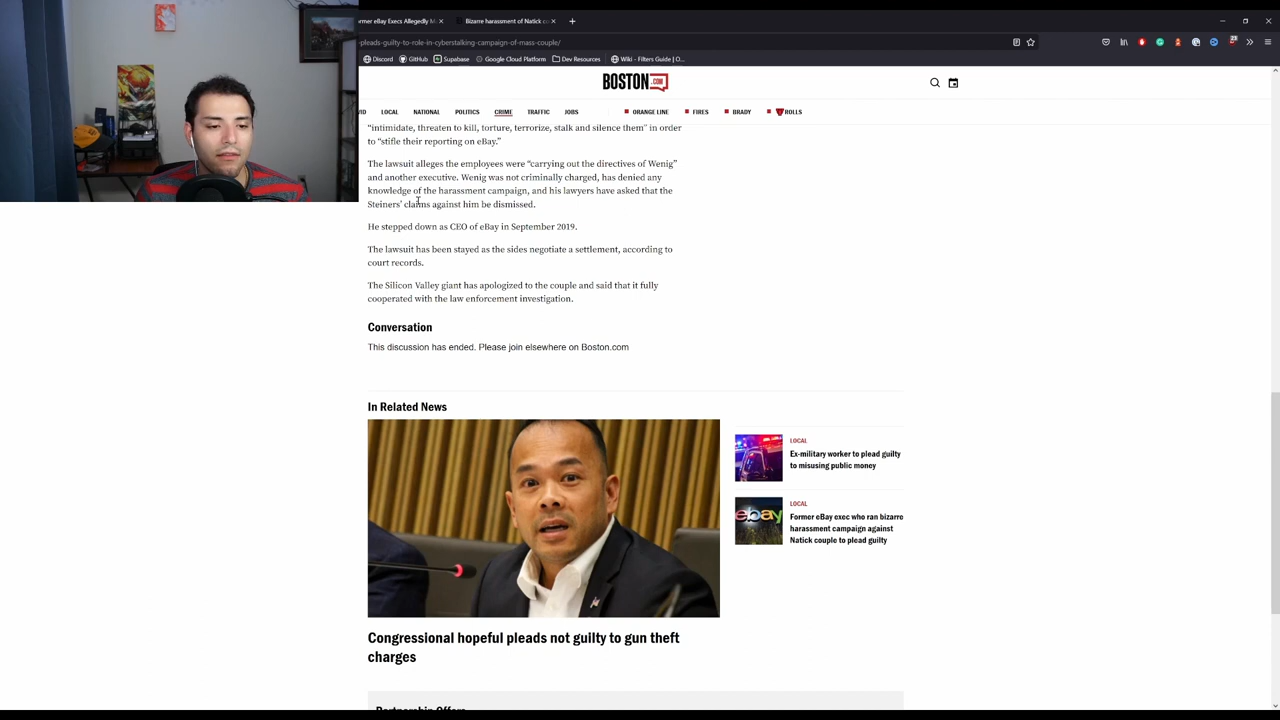 ormer eBay Execs Allegedly M
Bizarre harassment of Natick co
-pleads-guilty-to-role-in-cyberstalking-campaign-of-mass-couple/
Discord
GitHub
Supabase
Google Cloud Platform
Dev Resources
Wiki - Filters Guide | O...
BOSTON.COM
LOCAL
NATIONAL
POLITICS
CRIME
TRAFFIC
JOBS
ORANGE LINE
FIRES
BRADY
ROLLS
“intimidate, threaten to kill, torture, terrorize, stalk and silence them” in order
to “stifle their reporting on eBay.”
The lawsuit alleges the employees were “carrying out the directives of Wenig”
and another executive. Wenig was not criminally charged, has denied any
knowledge of the harassment campaign, and his lawyers have asked that the
Steiners’ claims against him be dismissed.
He stepped down as CEO of eBay in September 2019.
The lawsuit has been stayed as the sides negotiate a settlement, according to
court records.
The Silicon Valley giant has apologized to the couple and said that it fully
cooperated with the law enforcement investigation.
Conversation
This discussion has ended. Please join elsewhere on Boston.com
In Related News
LOCAL
Ex-military worker to plead guilty
to misusing public money
LOCAL
ebay
Former eBay exec who ran bizarre
harassment campaign against
Natick couple to plead guilty
Congressional hopeful pleads not guilty to gun theft
charges
Partnership Offers